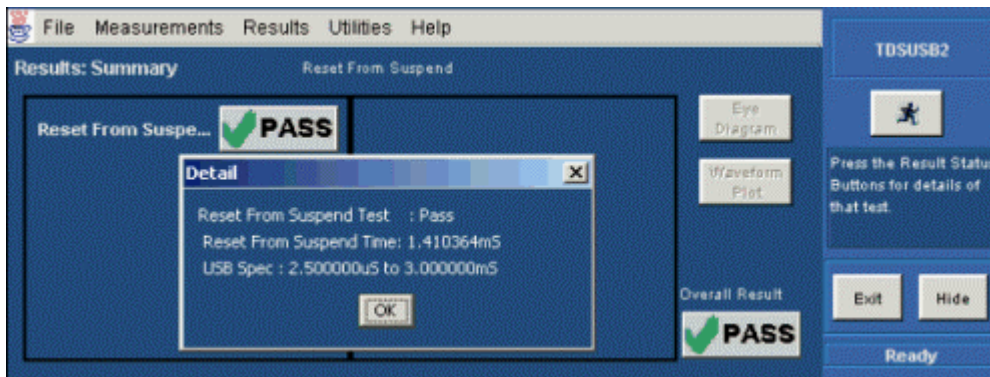 File Measurements Results Utilities Help
Results: Summary
Reset From Suspend
Reset From Suspe...
PASS
Detail
Reset From Suspend Test : Pass
Reset From Suspend Time: 1.410364mS
USB Spec : 2.500000uS to 3.000000mS
OK
Eye
Diagram
Waveform
Plot
Overall Result
PASS
TDSUSB2
Press the Result Status
Buttons for details of
that test.
Exit
Hide
Ready